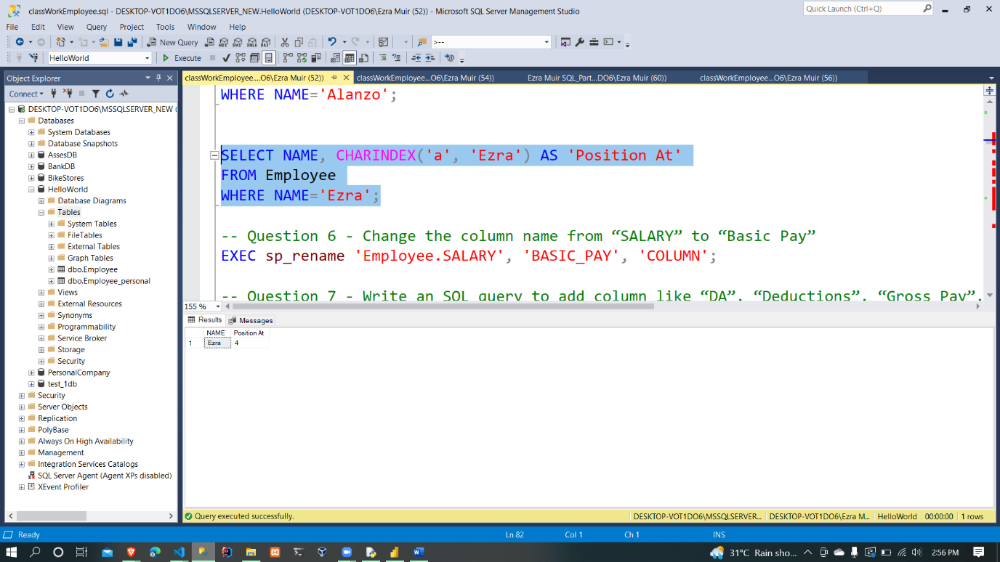 classWorkEmployee.sql - DESKTOP-VOT1DO6\MSSQLSERVER_NEW.HelloWorld (DESKTOP-VOT1DO6\Ezra Muir (52)) - Microsoft SQL Server Management Studio
Quick Launch (Ctrl+Q)
File Edit View Query Project Tools Window Help
New Query
>--
HelloWorld
Execute
Object Explorer
classWorkEmployee...O6\Ezra Muir (52))
classWorkEmployee...O6\Ezra Muir (54))
Ezra Muir SQL_Part...DO6\Ezra Muir (60))
classWorkEmployee...O6\Ezra Muir (56))
Connect
DESKTOP-VOT1DO6\MSSQLSERVER_NEW (
Databases
System Databases
Database Snapshots
AssesDB
BankDB
BikeStores
HelloWorld
Database Diagrams
Tables
System Tables
FileTables
External Tables
Graph Tables
dbo.Employee
dbo.Employee_personal
Views
External Resources
Synonyms
Programmability
Service Broker
Storage
Security
PersonalCompany
test_1db
Security
Server Objects
Replication
PolyBase
Always On High Availability
Management
Integration Services Catalogs
SQL Server Agent (Agent XPs disabled)
XEvent Profiler
WHERE NAME='Alanzo';
SELECT NAME, CHARINDEX('a', 'Ezra') AS 'Position At'
FROM Employee
WHERE NAME='Ezra';
-- Question 6 - Change the column name from “SALARY” to “Basic Pay”
EXEC sp_rename 'Employee.SALARY', 'BASIC_PAY', 'COLUMN';
-- Question 7 - Write an SQL query to add column like “DA”, “Deductions”, “Gross Pay”,
155 %
Results Messages
NAME Position At
1 Ezra 4
Query executed successfully.
DESKTOP-VOT1DO6\MSSQLSERVER... DESKTOP-VOT1DO6\Ezra M... HelloWorld 00:00:00 1 rows
Ready Ln 82 Col 1 Ch 1 INS
31°C Rain sho... 2:56 PM